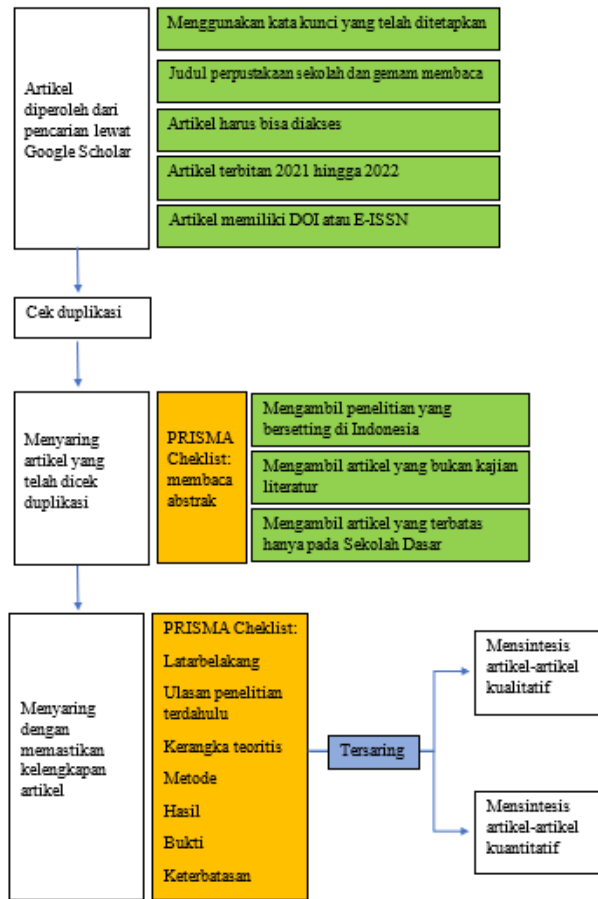 Artikel
diperoleh dari
pencarian lewat
Google Scholar
Menggunakan kata kunci yang telah ditetapkan
Judul perpustakaan sekolah dan gemam membaca
Artikel harus bisa diakses
Artikel terbitan 2021 hingga 2022
Artikel memiliki DOI atau E-ISSN
Cek duplikasi
Menyaring
artikel yang
telah dicek
duplikasi
PRISMA
Cheklist:
membaca
abstrak
Mengambil penelitian yang
bersetting di Indonesia
Mengambil artikel yang bukan kajian
literatur
Mengambil artikel yang terbatas
hanya pada Sekolah Dasar
Menyaring
dengan
memastikan
kelengkapan
artikel
PRISMA Cheklist:
Latarbelakang
Ulasan penelitian
terdahulu
Kerangka teoritis
Metode
Hasil
Bukti
Keterbatasan
Tersaring
Mensintesis
artikel-artikel
kualitatif
Mensintesis
artikel-artikel
kuantitatif